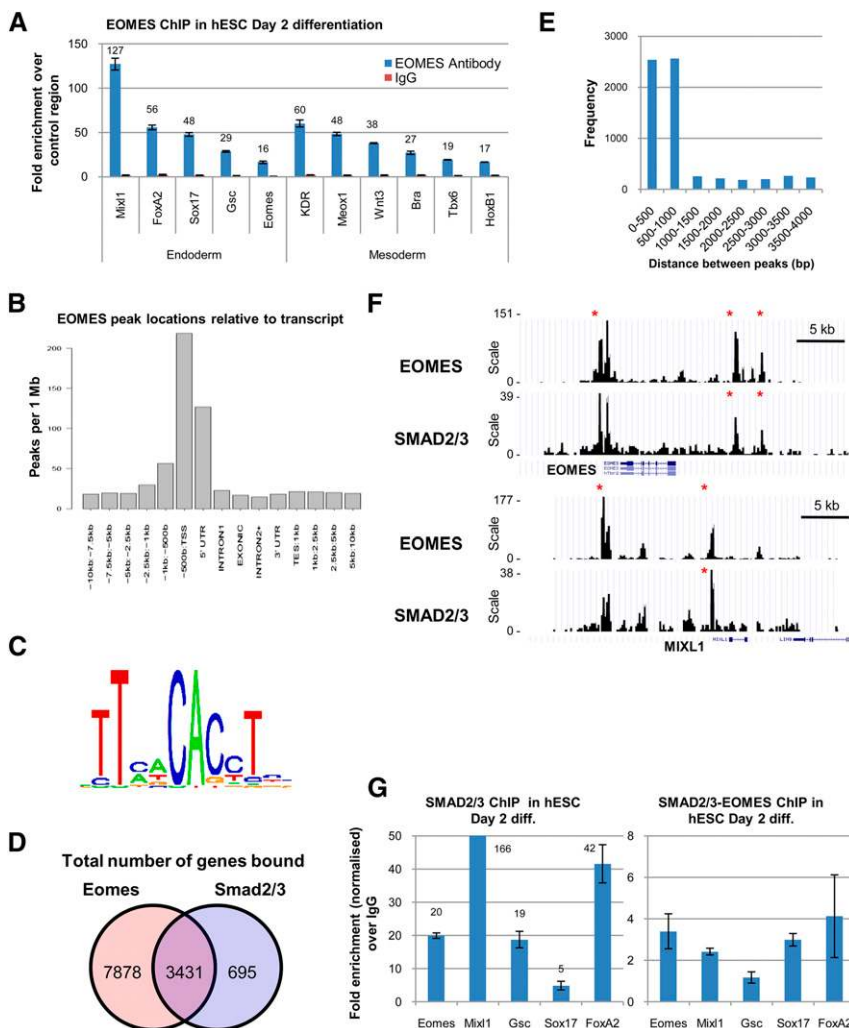 A
EOMES ChIP in hESC Day 2 differentiation
Fold enrichment over
control region
150
100
50
0
127
56
48
29
16
60
48
38
27
19
17
EOMES Antibody
IgG
Mixl1
FoxA2
Sox17
Gsc
Eomes
KDR
Meox1
Wnt3
Bra
Tbx6
HoxB1
Endoderm
Mesoderm
B
EOMES peak locations relative to transcript
Peaks per 1 Mb
200
150
100
50
0
−10kb:−7.5kb
−7.5kb:−5kb
−5kb:−2.5kb
−2.5kb:−1kb
−1kb:−500b
−500b:TSS
5' UTR
INTRON1
EXONIC
INTRON2+
3' UTR
TES:1kb
1kb:2.5kb
2.5kb:5kb
5kb:10kb
C
TT CACCT
D
Total number of genes bound
Eomes
Smad2/3
7878
3431
695
E
Frequency
3000
2000
1000
0
0-500
500-1000
1000-1500
1500-2000
2000-2500
2500-3000
3000-3500
3500-4000
Distance between peaks (bp)
F
151 -
* * *
5 kb
EOMES
Scale
0 -
39 -
* *
SMAD2/3
Scale
0 -
EOMES
177 -
* *
5 kb
EOMES
Scale
0 -
38 -
*
SMAD2/3
Scale
0 -
MIXL1
MIXL1
G
SMAD2/3 ChIP in hESC
Day 2 diff.
Fold enrichment (normalised)
over IgG
50
40
30
20
10
0
20
166
19
5
42
Eomes
Mixl1
Gsc
Sox17
FoxA2
SMAD2/3-EOMES ChIP in
hESC Day 2 diff.
8
6
4
2
0
Eomes
Mixl1
Gsc
Sox17
FoxA2